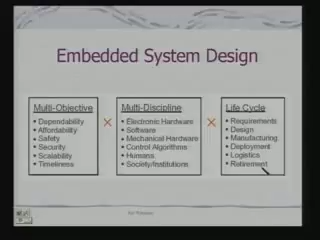 Embedded System Design
Multi-Objective
• Dependability
• Affordability
• Safety
• Security
• Scalability
• Timeliness
×
Multi-Discipline
• Electronic Hardware
• Software
• Mechanical Hardware
• Control Algorithms
• Humans
• Society/Institutions
×
Life Cycle
• Requirements
• Design
• Manufacturing
• Deployment
• Logistics
• Retirement